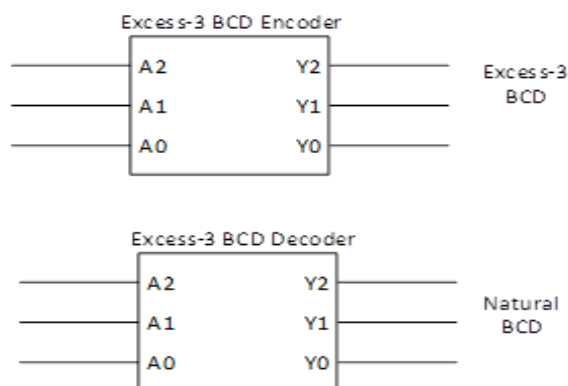 Excess-3 BCD Encoder
A2 Y2
A1 Y1
A0 Y0
Excess-3
BCD
Excess-3 BCD Decoder
A2 Y2
A1 Y1
A0 Y0
Natural
BCD